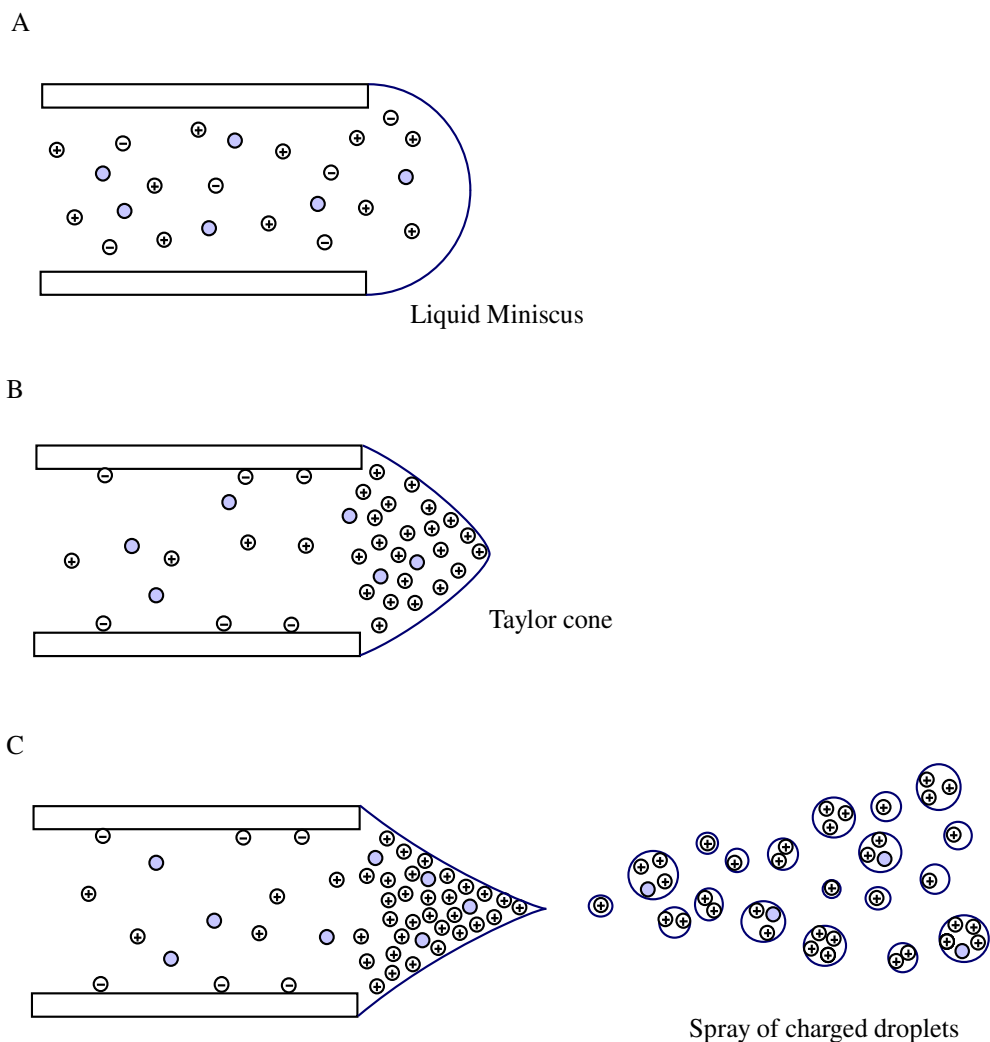 A
Liquid Miniscus
B
Taylor cone
C
Spray of charged droplets